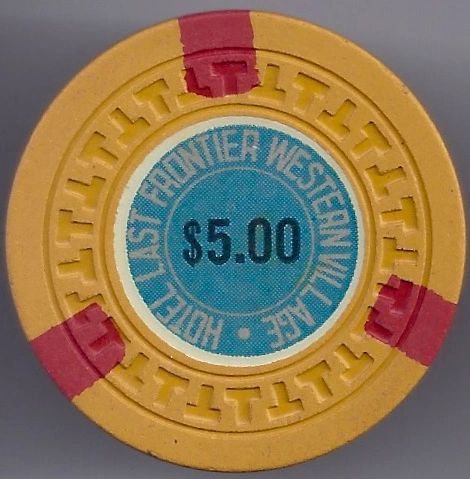 HOTEL LAST FRONTIER WESTERN VILLAGE •
$5.00